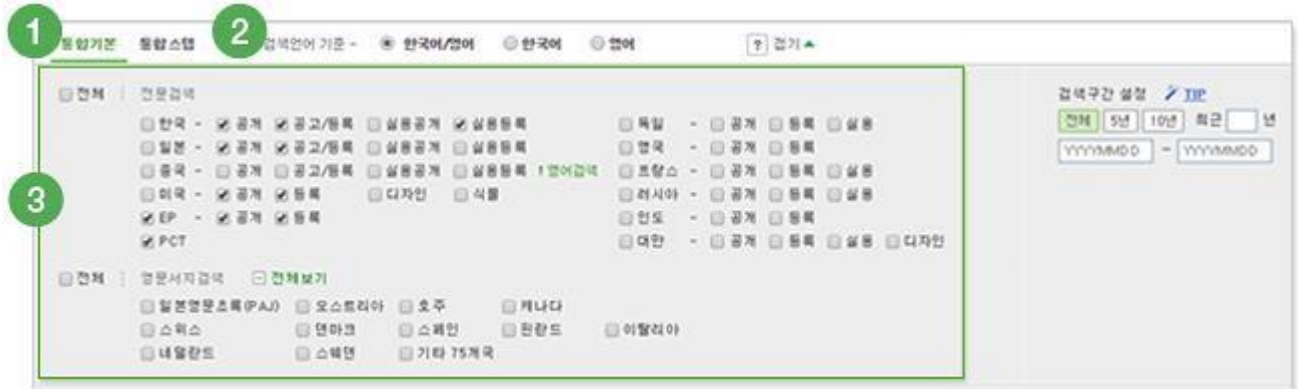 1 통합기본 통합스텝 2 검색언어 기준 - 한국어/영어 한국어 영어 ? 접기 ▲
전체 | 전문검색
한국 - 공개 공고/등록 실용공개 실용등록
일본 - 공개 공고/등록 실용공개 실용등록
중국 - 공개 공고/등록 실용공개 실용등록 !영어검색
미국 - 공개 등록 디자인 식물
EP - 공개 등록
PCT
독일 - 공개 등록 실용
영국 - 공개 등록
프랑스 - 공개 등록 실용
러시아 - 공개 등록 실용
인도 - 공개 등록
대만 - 공개 등록 실용 디자인
3
전체 | 영문서지검색 전체보기
일본영문초록(PAJ) 오스트리아 호주 캐나다
스위스 덴마크 스페인 핀란드 이탈리아
네덜란드 스웨덴 기타 75개국
검색구간 설정 TIP
전체 5년 10년 최근 년
YYYYMMDD - YYYYMMDD